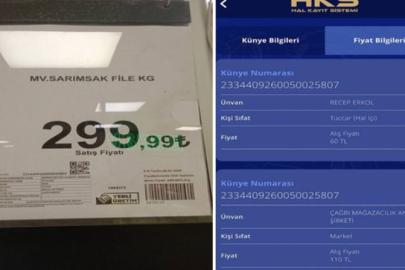 MV.SARIMSAK FİLE KG
299,99₺
Satış Fiyatı
YERLİ
ÜRETİM
HKS
HAL KAYIT SİSTEMİ
Künye Bilgileri
Fiyat Bilgileri
Künye Numarası
2334409260050025807
Ünvan
RECEP ERKOL
Kişi Sıfat
Tüccar (Hal İçi)
Fiyat
Alış Fiyatı
60 TL
Künye Numarası
2334409260050025807
Ünvan
ÇAĞRI MAĞAZACILIK AN
ŞİRKETİ
Kişi Sıfat
Market
Fiyat
Alış Fiyatı
110 TL